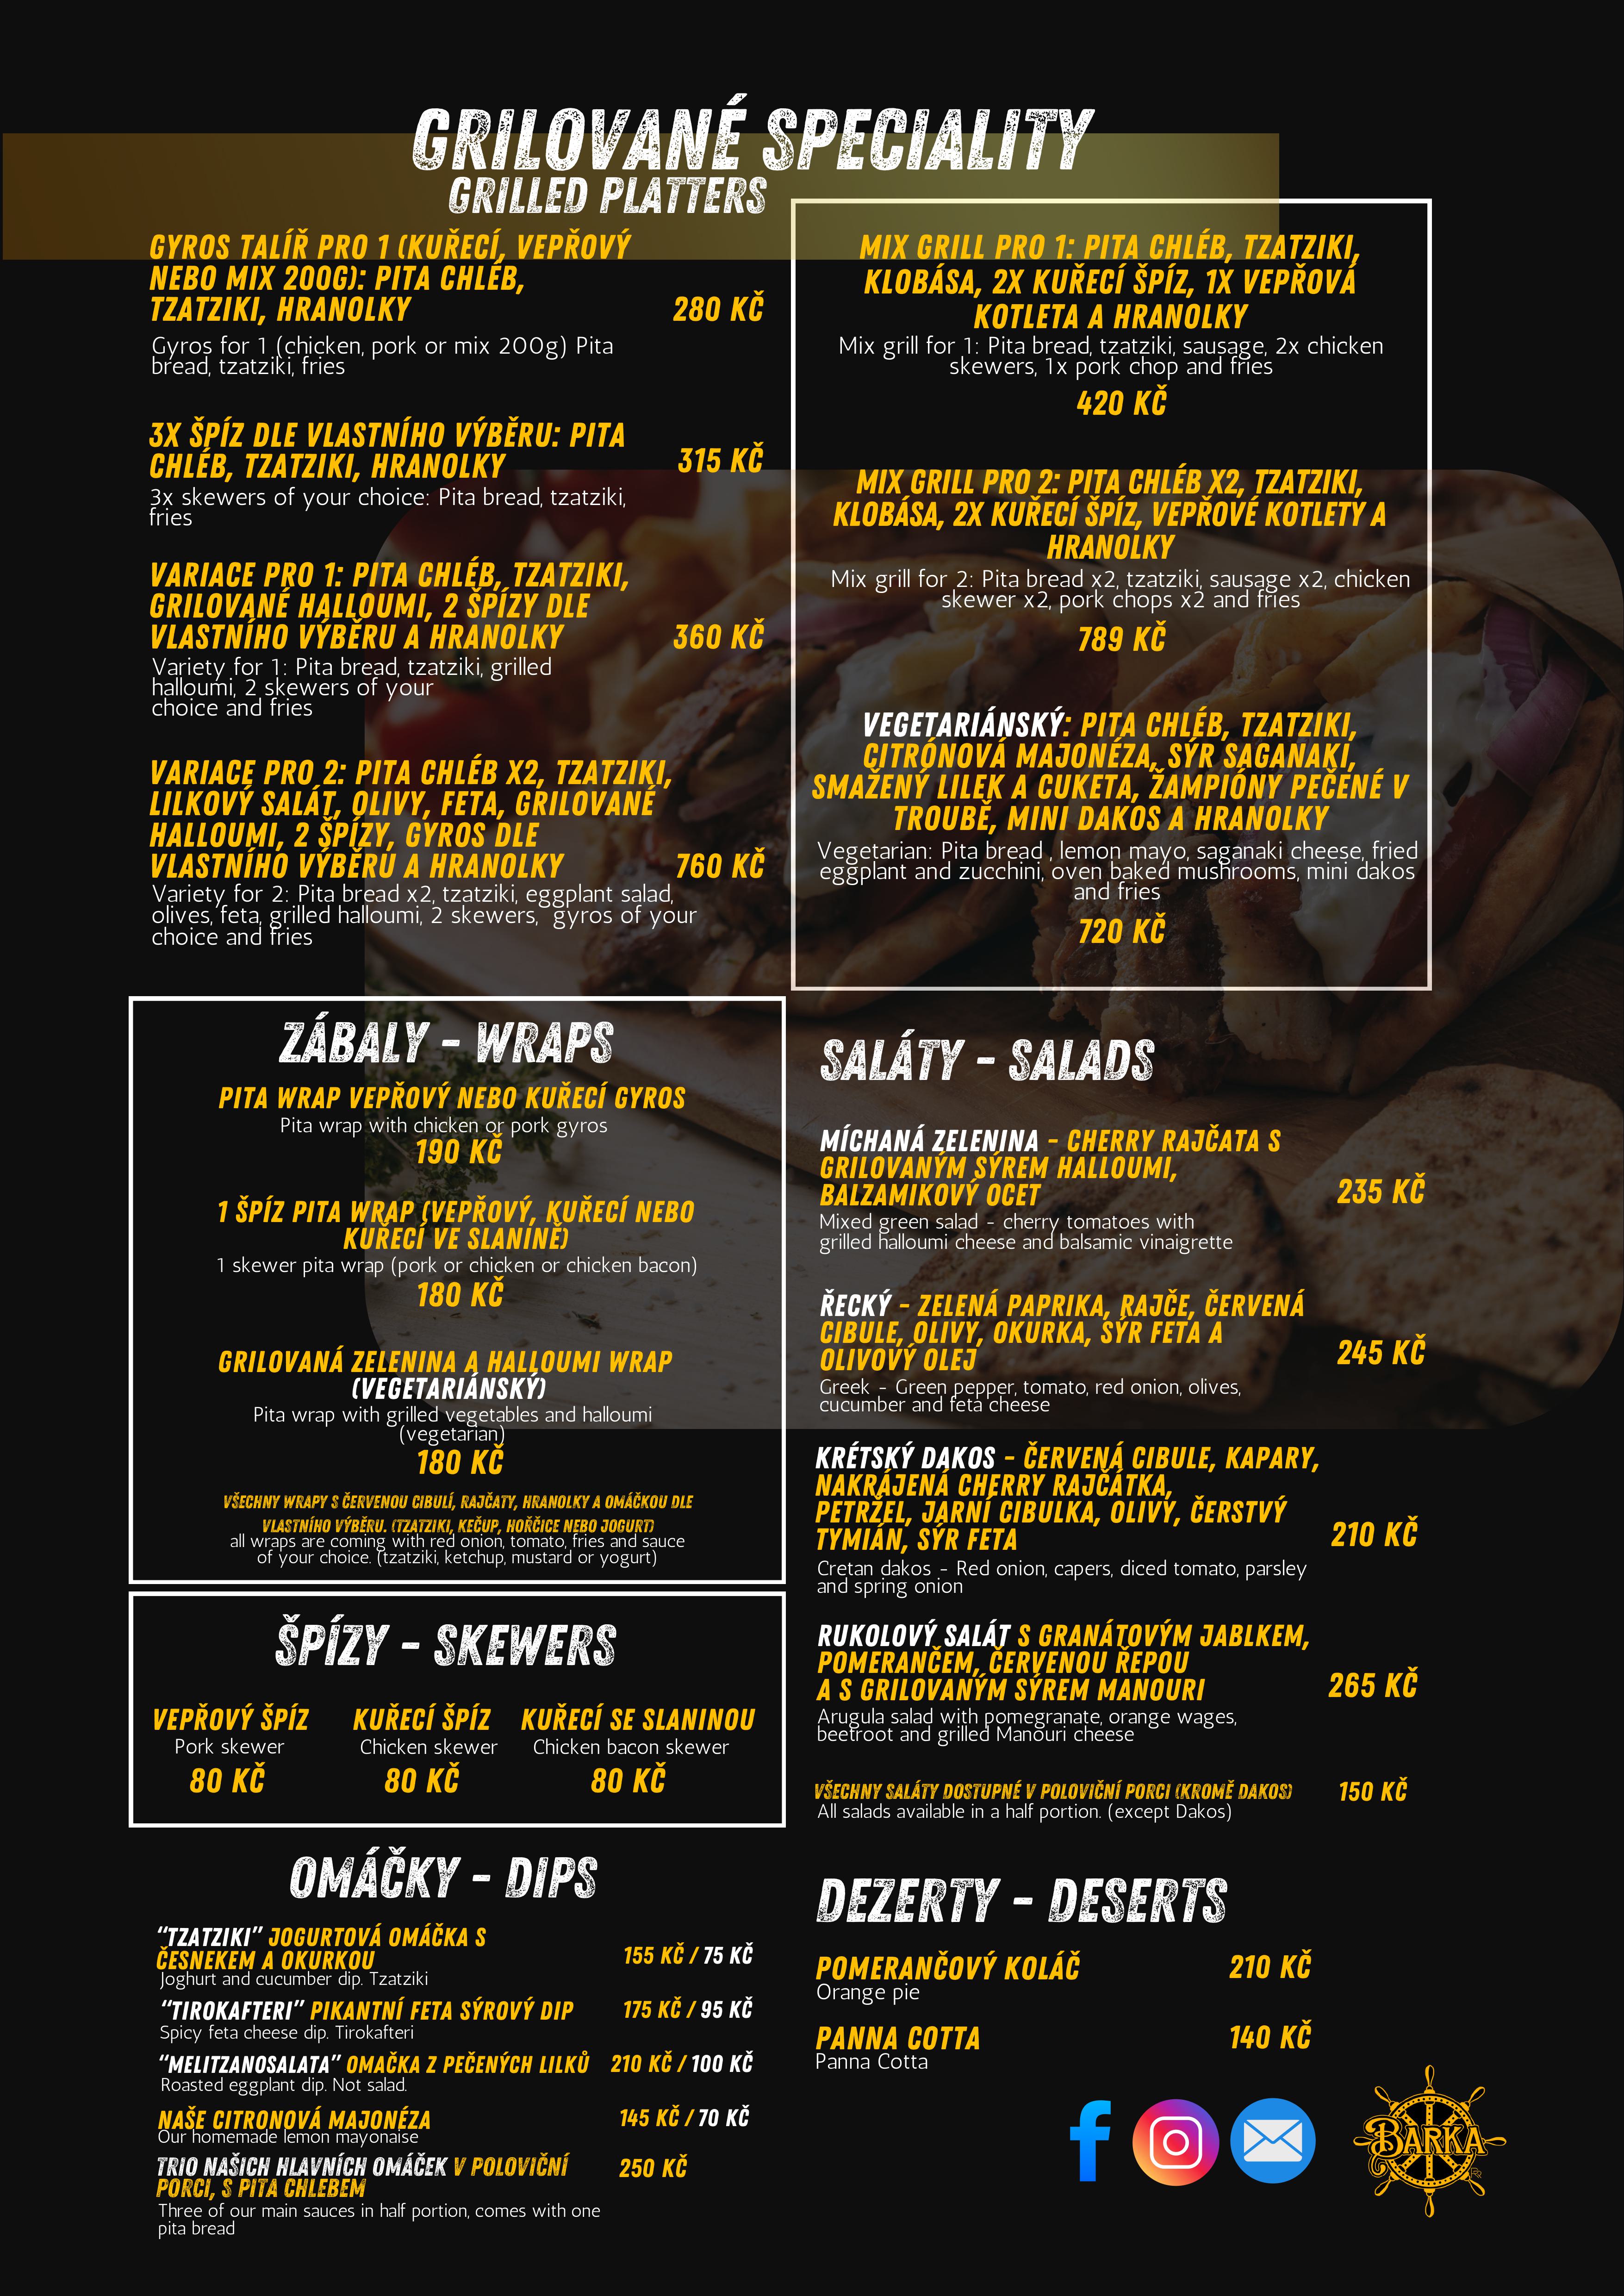 GRILOVANÉ SPECIALITY
GRILLED PLATTERS
GYROS TALÍŘ PRO 1 (KUŘECÍ, VEPŘOVÝ
NEBO MIX 200G): PITA CHLÉB,
TZATZIKI, HRANOLKY
280 KČ
Gyros for 1 (chicken, pork or mix 200g) Pita
bread, tzatziki, fries
3X ŠPÍZ DLE VLASTNÍHO VÝBĚRU: PITA
CHLÉB, TZATZIKI, HRANOLKY
315 KČ
3x skewers of your choice: Pita bread, tzatziki,
fries
VARIACE PRO 1: PITA CHLÉB, TZATZIKI,
GRILOVANÉ HALLOUMI, 2 ŠPÍZY DLE
VLASTNÍHO VÝBĚRU A HRANOLKY
360 KČ
Variety for 1: Pita bread, tzatziki, grilled
halloumi, 2 skewers of your
choice and fries
VARIACE PRO 2: PITA CHLÉB X2, TZATZIKI,
LILKOVÝ SALÁT, OLIVY, FETA, GRILOVANÉ
HALLOUMI, 2 ŠPÍZY, GYROS DLE
VLASTNÍHO VÝBĚRU A HRANOLKY
760 KČ
Variety for 2: Pita bread x2, tzatziki, eggplant salad,
olives, feta, grilled halloumi, 2 skewers, gyros of your
choice and fries
MIX GRILL PRO 1: PITA CHLÉB, TZATZIKI,
KLOBÁSA, 2X KUŘECÍ ŠPÍZ, 1X VEPŘOVÁ
KOTLETA A HRANOLKY
Mix grill for 1: Pita bread, tzatziki, sausage, 2x chicken
skewers, 1x pork chop and fries
420 KČ
MIX GRILL PRO 2: PITA CHLÉB X2, TZATZIKI,
KLOBÁSA, 2X KUŘECÍ ŠPÍZ, VEPŘOVÉ KOTLETY A
HRANOLKY
Mix grill for 2: Pita bread x2, tzatziki, sausage x2, chicken
skewer x2, pork chops x2 and fries
789 KČ
VEGETARIÁNSKÝ: PITA CHLÉB, TZATZIKI,
CITRÓNOVÁ MAJONÉZA, SÝR SAGANAKI,
SMAŽENÝ LILEK A CUKETA, ŽAMPIÓNY PEČENÉ V
TROUBĚ, MINI DAKOS A HRANOLKY
Vegetarian: Pita bread , lemon mayo, saganaki cheese, fried
eggplant and zucchini, oven baked mushrooms, mini dakos
and fries
720 KČ
ZÁBALY - WRAPS
PITA WRAP VEPŘOVÝ NEBO KUŘECÍ GYROS
Pita wrap with chicken or pork gyros
190 KČ
1 ŠPÍZ PITA WRAP (VEPŘOVÝ, KUŘECÍ NEBO
KUŘECÍ VE SLANINĚ)
1 skewer pita wrap (pork or chicken or chicken bacon)
180 KČ
GRILOVANÁ ZELENINA A HALLOUMI WRAP
(VEGETARIÁNSKÝ)
Pita wrap with grilled vegetables and halloumi
(vegetarian)
180 KČ
VŠECHNY WRAPY S ČERVENOU CIBULÍ, RAJČATY, HRANOLKY A OMÁČKOU DLE
VLASTNÍHO VÝBĚRU. (TZATZIKI, KEČUP, HOŘČICE NEBO JOGURT)
all wraps are coming with red onion, tomato, fries and sauce
of your choice. (tzatziki, ketchup, mustard or yogurt)
ŠPÍZY - SKEWERS
VEPŘOVÝ ŠPÍZ
Pork skewer
80 KČ
KUŘECÍ ŠPÍZ
Chicken skewer
80 KČ
KUŘECÍ SE SLANINOU
Chicken bacon skewer
80 KČ
OMÁČKY - DIPS
"TZATZIKI" JOGURTOVÁ OMÁČKA S
ČESNEKEM A OKURKOU
155 KČ / 75 KČ
Joghurt and cucumber dip. Tzatziki
"TIROKAFTERI" PIKANTNÍ FETA SÝROVÝ DIP
175 KČ / 95 KČ
Spicy feta cheese dip. Tirokafteri
"MELITZANOSALATA" OMAČKA Z PEČENÝCH LILKŮ
210 KČ / 100 KČ
Roasted eggplant dip. Not salad.
NAŠE CITRONOVÁ MAJONÉZA
145 KČ / 70 KČ
Our homemade lemon mayonaise
TRIO NAŠICH HLAVNÍCH OMÁČEK V POLOVIČNÍ
PORCI, S PITA CHLEBEM
250 KČ
Three of our main sauces in half portion, comes with one
pita bread
SALÁTY - SALADS
MÍCHANÁ ZELENINA - CHERRY RAJČATA S
GRILOVANÝM SÝREM HALLOUMI,
BALZAMIKOVÝ OCET
235 KČ
Mixed green salad - cherry tomatoes with
grilled halloumi cheese and balsamic vinaigrette
ŘECKÝ - ZELENÁ PAPRIKA, RAJČE, ČERVENÁ
CIBULE, OLIVY, OKURKA, SÝR FETA A
OLIVOVÝ OLEJ
245 KČ
Greek - Green pepper, tomato, red onion, olives,
cucumber and feta cheese
KRÉTSKÝ DAKOS - ČERVENÁ CIBULE, KAPARY,
NAKRÁJENÁ CHERRY RAJČÁTKA,
PETRŽEL, JARNÍ CIBULKA, OLIVY, ČERSTVÝ
TYMIÁN, SÝR FETA
210 KČ
Cretan dakos - Red onion, capers, diced tomato, parsley
and spring onion
RUKOLOVÝ SALÁT S GRANÁTOVÝM JABLKEM,
POMERANČEM, ČERVENOU ŘEPOU
A S GRILOVANÝM SÝREM MANOURI
265 KČ
Arugula salad with pomegranate, orange wages,
beetroot and grilled Manouri cheese
VŠECHNY SALÁTY DOSTUPNÉ V POLOVIČNÍ PORCI (KROMĚ DAKOS)
150 KČ
All salads available in a half portion. (except Dakos)
DEZERTY - DESERTS
POMERANČOVÝ KOLÁČ
210 KČ
Orange pie
PANNA COTTA
140 KČ
Panna Cotta
BARKA